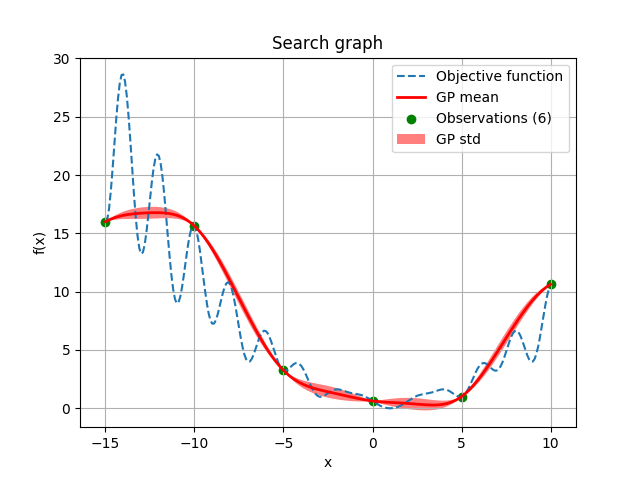 Search graph
30
25
20
15
10
5
0
f(x)
Objective function
GP mean
Observations (6)
GP std
−15
−10
−5
0
5
10
x